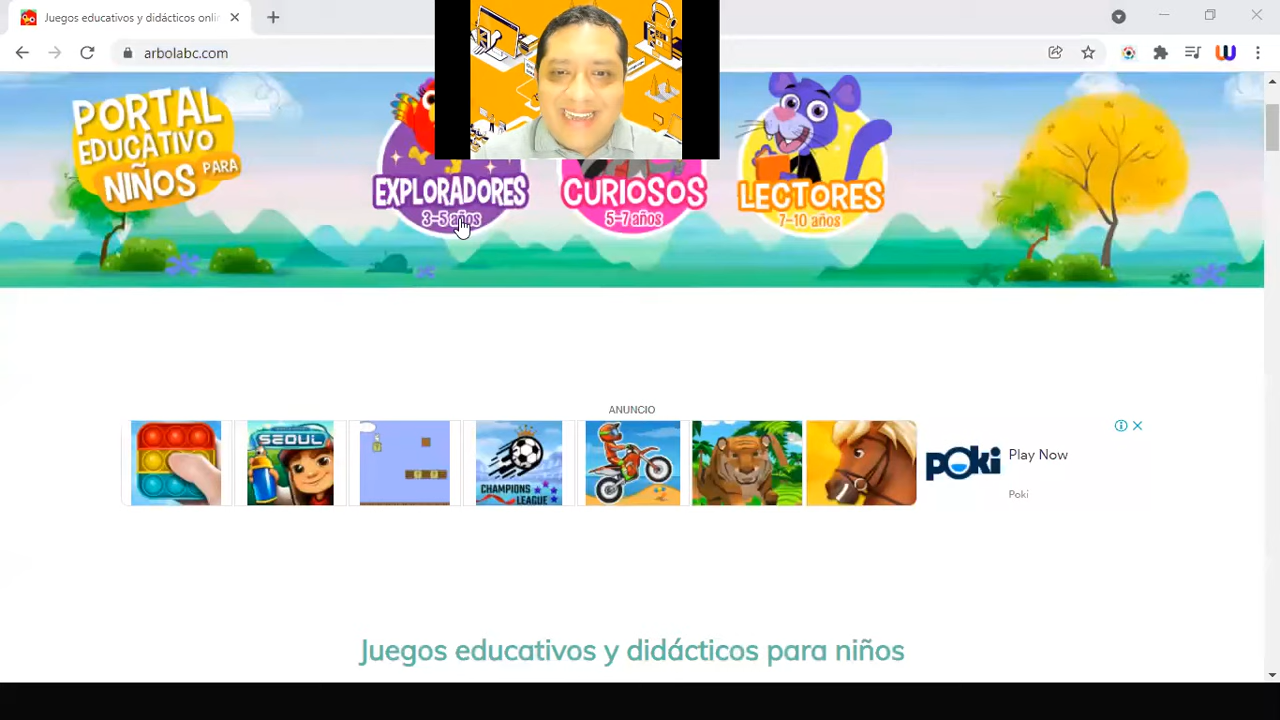 Juegos educativos y didácticos onlin
arbolabc.com
PORTAL
EDUCATIVO
PARA
NIÑOS
EXPLORADORES
3-5 años
CURIOSOS
5-7 años
LECTORES
7-10 años
ANUNCIO
SEOUL
CHAMPIONS
LEAGUE
POKI
Play Now
Poki
Juegos educativos y didácticos para niños